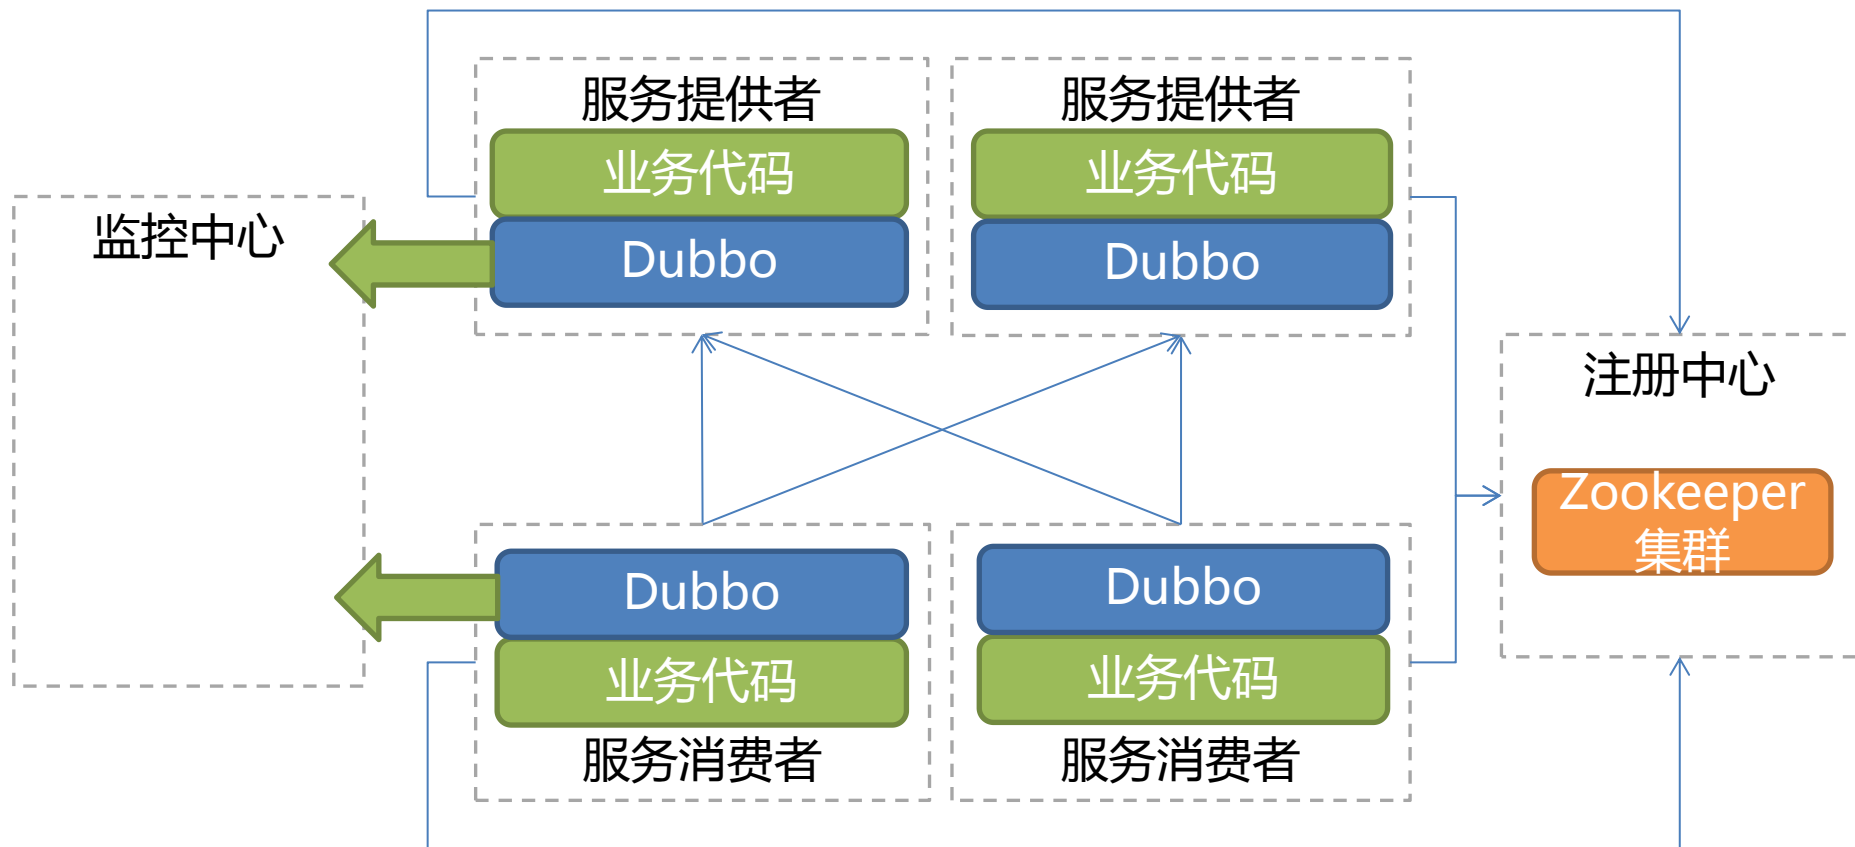 服务提供者
服务提供者
业务代码
业务代码
监控中心
Dubbo
Dubbo
注册中心
Zookeeper
集群
Dubbo
Dubbo
业务代码
业务代码
服务消费者
服务消费者